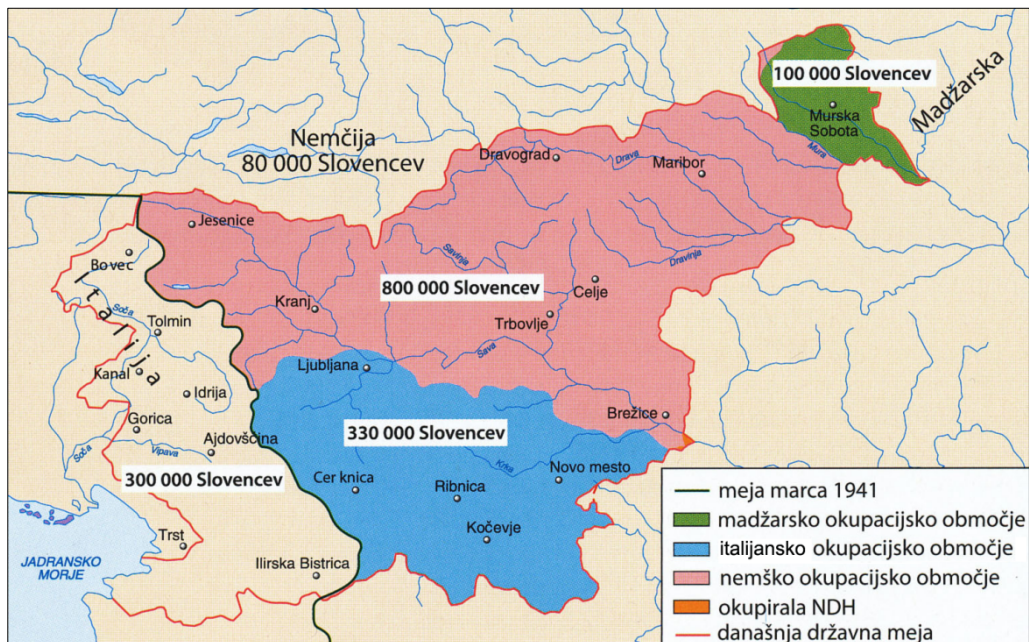 100 000 Slovencev
Madžarska
Murska
Sobota
Mura
Nemčija
80 000 Slovencev
Dravograd
Drava
Maribor
Jesenice
Bovec
Italija
Soča
Tolmin
Savinja
Dravinja
800 000 Slovencev
Celje
Kranj
Trbovlje
Sava
Ljubljana
Kanal
Idrija
Gorica
Soča
Vipava
Ajdovščina
Brežice
330 000 Slovencev
Krka
Novo mesto
300 000 Slovencev
Cer knica
Ribnica
Kočevje
Trst
JADRANSKO
MORJE
Ilirska Bistrica
meja marca 1941
madžarsko okupacijsko območje
italijansko okupacijsko območje
nemško okupacijsko območje
okupirala NDH
današnja državna meja